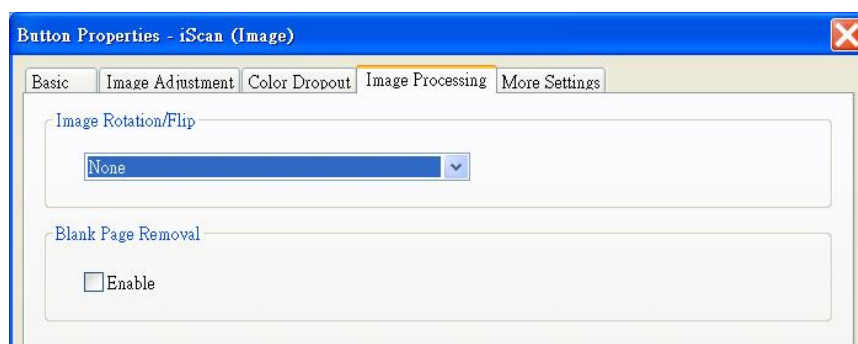 Button Properties - iScan (Image)
Basic Image Adjustment Color Dropout Image Processing More Settings
Image Rotation/Flip
None
Blank Page Removal
Enable